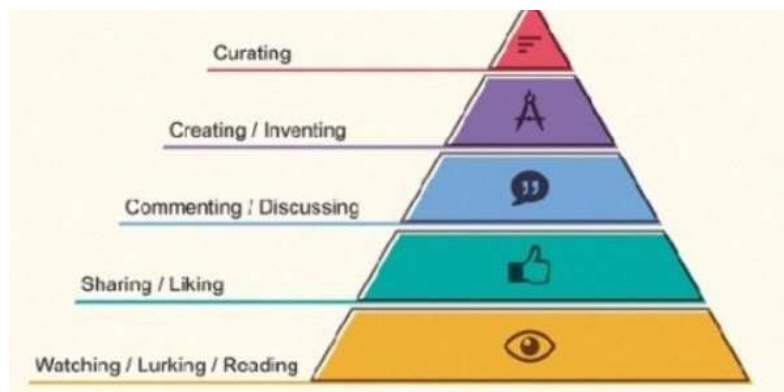 Curating
Creating / Inventing
Commenting / Discussing
Sharing / Liking
Watching / Lurking / Reading